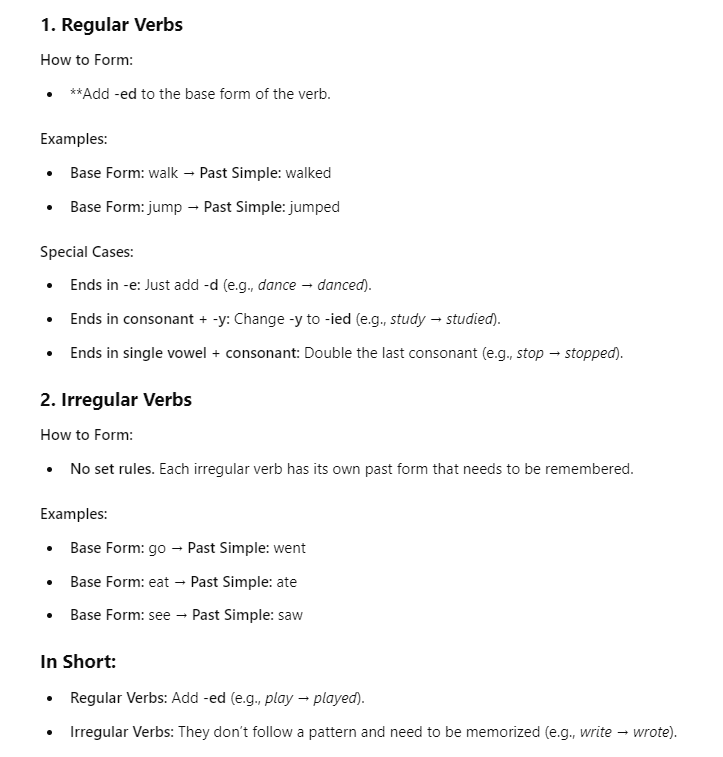 1. Regular Verbs
How to Form:
• **Add -ed to the base form of the verb.
Examples:
• Base Form: walk → Past Simple: walked
• Base Form: jump → Past Simple: jumped
Special Cases:
• Ends in -e: Just add -d (e.g., dance → danced).
• Ends in consonant + -y: Change -y to -ied (e.g., study → studied).
• Ends in single vowel + consonant: Double the last consonant (e.g., stop → stopped).
2. Irregular Verbs
How to Form:
• No set rules. Each irregular verb has its own past form that needs to be remembered.
Examples:
• Base Form: go → Past Simple: went
• Base Form: eat → Past Simple: ate
• Base Form: see → Past Simple: saw
In Short:
• Regular Verbs: Add -ed (e.g., play → played).
• Irregular Verbs: They don't follow a pattern and need to be memorized (e.g., write → wrote).